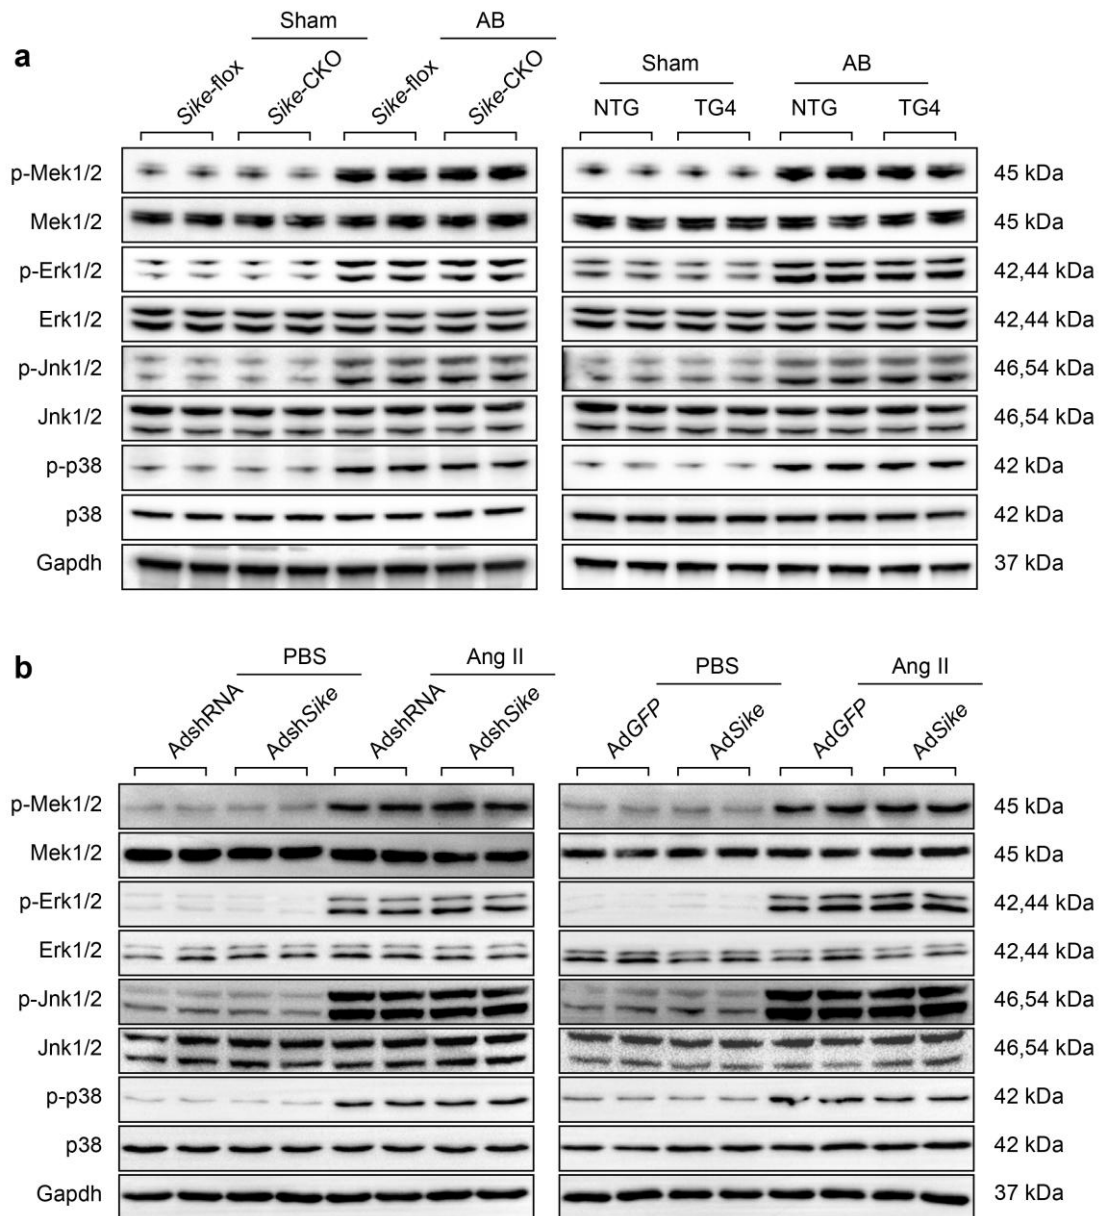 a
Sham AB
Sike-flox Sike-CKO Sike-flox Sike-CKO
Sham AB
NTG TG4 NTG TG4
p-Mek1/2 45 kDa
Mek1/2 45 kDa
p-Erk1/2 42,44 kDa
Erk1/2 42,44 kDa
p-Jnk1/2 46,54 kDa
Jnk1/2 46,54 kDa
p-p38 42 kDa
p38 42 kDa
Gapdh 37 kDa
b
PBS Ang II
AdshRNA AdshSike AdshRNA AdshSike
PBS Ang II
AdGFP AdSike AdGFP AdSike
p-Mek1/2 45 kDa
Mek1/2 45 kDa
p-Erk1/2 42,44 kDa
Erk1/2 42,44 kDa
p-Jnk1/2 46,54 kDa
Jnk1/2 46,54 kDa
p-p38 42 kDa
p38 42 kDa
Gapdh 37 kDa